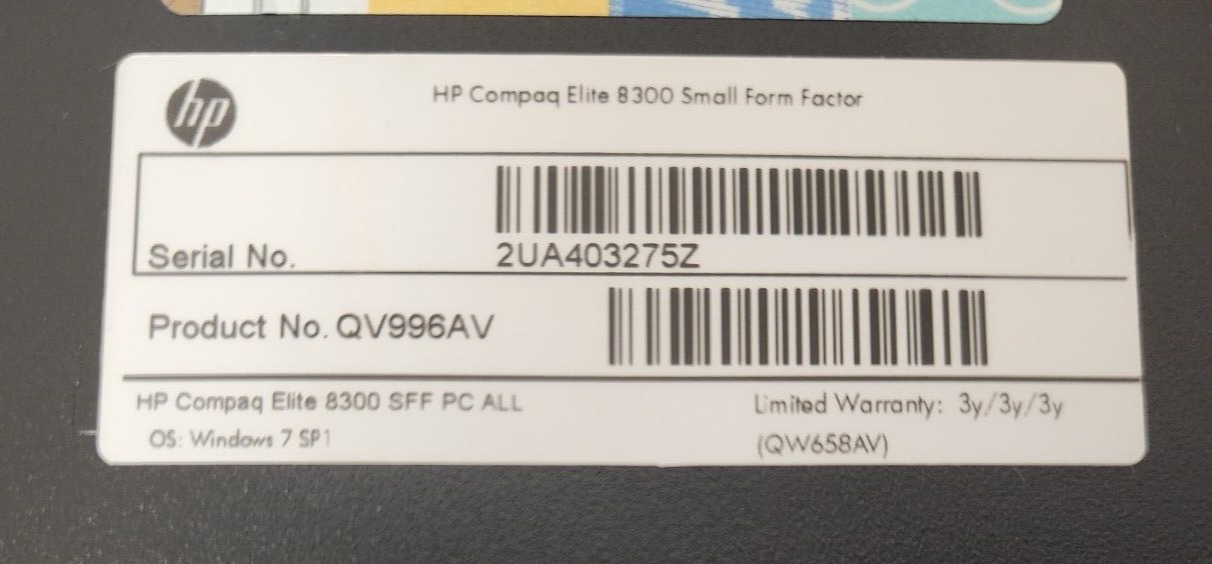 hp
HP Compaq Elite 8300 Small Form Factor
Serial No.
2UA403275Z
Product No. QV996AV
HP Compaq Elite 8300 SFF PC ALL
Limited Warranty: 3y/3y/3y
OS: Windows 7 SP1
(QW658AV)